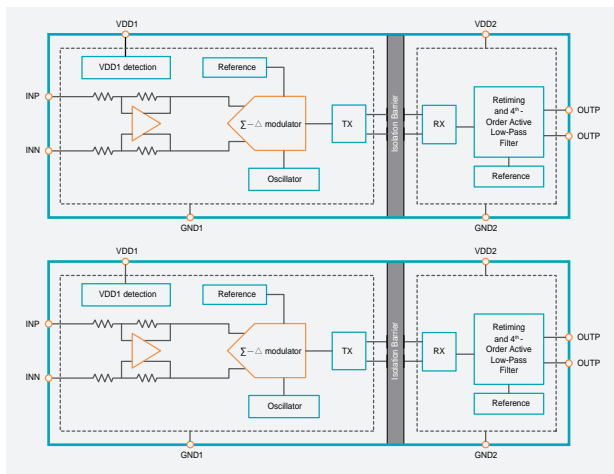 VDD1
VDD2
VDD1 detection
Reference
INP
INN
∑−△ modulator
TX
Isolation Barrier
RX
Retiming
and 4th-
Order Active
Low-Pass
Filter
OUTP
OUTP
Oscillator
Reference
GND1
GND2
VDD1
VDD2
VDD1 detection
Reference
INP
INN
∑−△ modulator
TX
Isolation Barrier
RX
Retiming
and 4th-
Order Active
Low-Pass
Filter
OUTP
OUTP
Oscillator
Reference
GND1
GND2